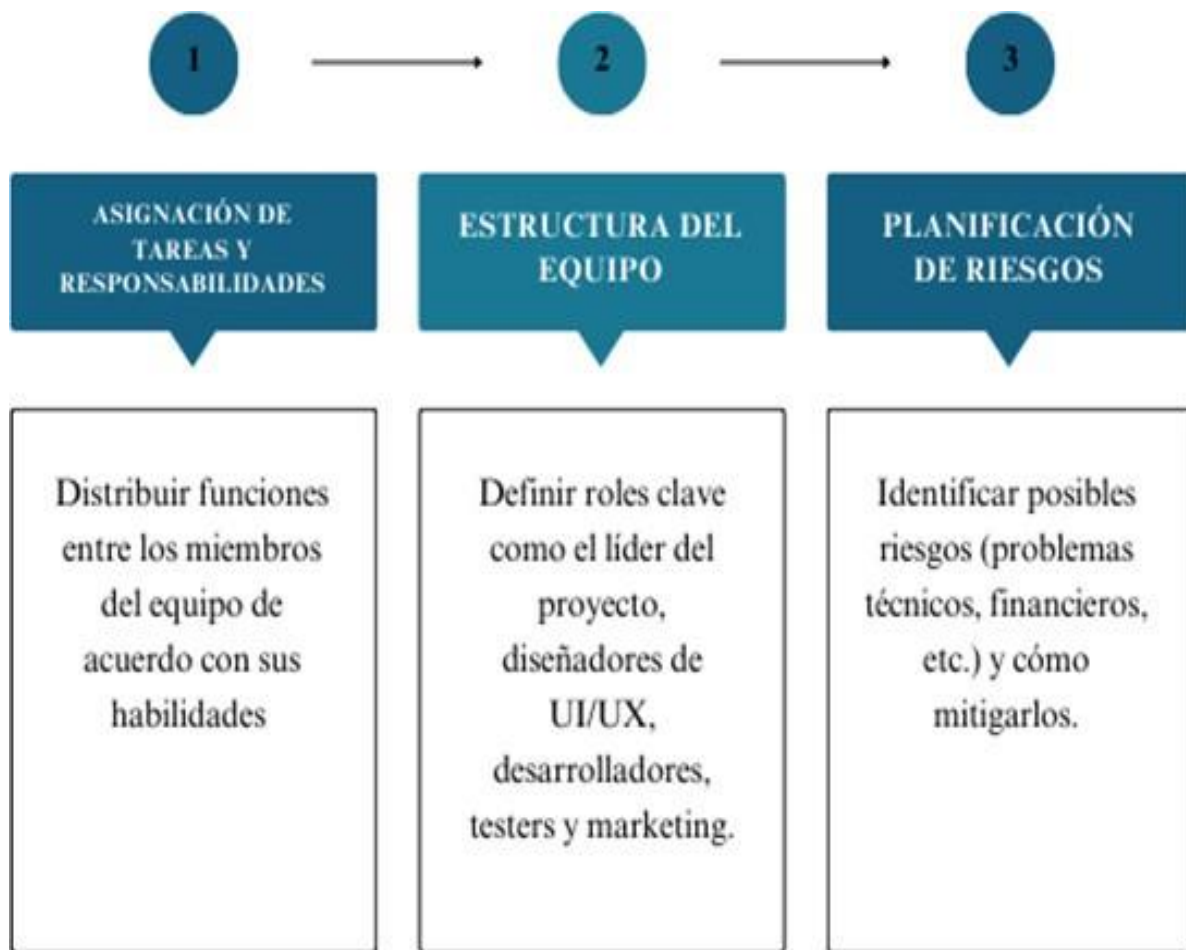 1
2
3
ASIGNACIÓN DE
TAREAS Y
RESPONSABILIDADES
ESTRUCTURA DEL
EQUIPO
PLANIFICACIÓN
DE RIESGOS
Distribuir funciones
entre los miembros
del equipo de
acuerdo con sus
habilidades
Definir roles clave
como el líder del
proyecto,
diseñadores de
UI/UX,
desarrolladores,
testers y marketing.
Identificar posibles
riesgos (problemas
técnicos, financieros,
etc.) y cómo
mitigarlos.